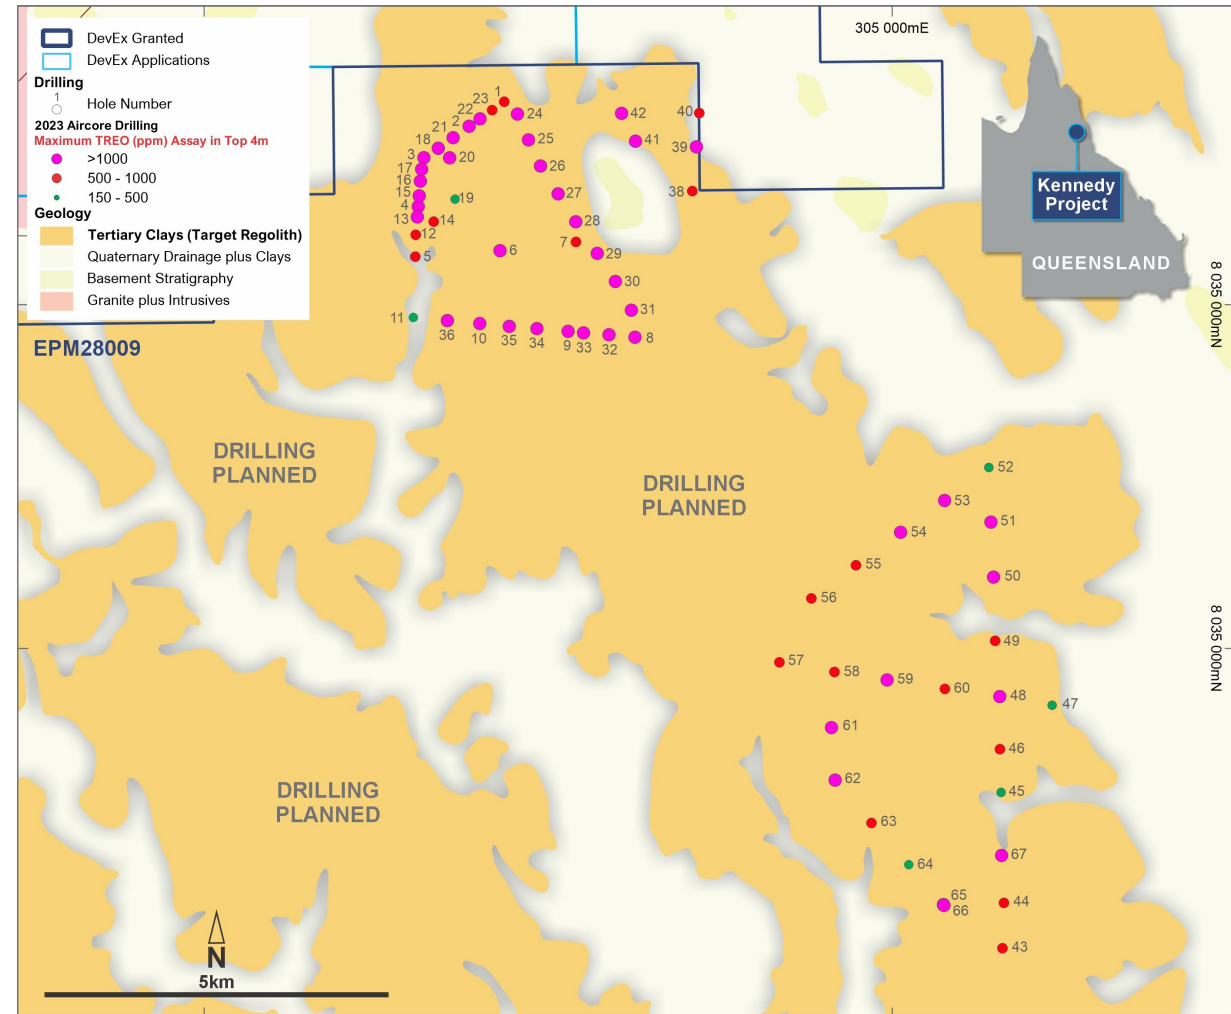 DevEx Granted
DevEx Applications
Drilling
1
Hole Number
2023 Aircore Drilling
Maximum TREO (ppm) Assay in Top 4m
>1000
500 - 1000
150 - 500
Geology
Tertiary Clays (Target Regolith)
Quaternary Drainage plus Clays
Basement Stratigraphy
Granite plus Intrusives
EPM28009
305 000mE
Kennedy
Project
QUEENSLAND
8 035 000mN
8 035 000mN
1
23
22
2
21
18
3
17
16
15
4
13
12
5
20
19
14
24
25
26
27
28
7
6
29
30
31
8
42
41
40
39
38
11
36
10
35
34
9
33
32
DRILLING
PLANNED
DRILLING
PLANNED
DRILLING
PLANNED
52
53
51
54
55
50
56
49
57
58
59
60
48
47
61
46
62
45
63
67
64
65
66
44
43
N
5km